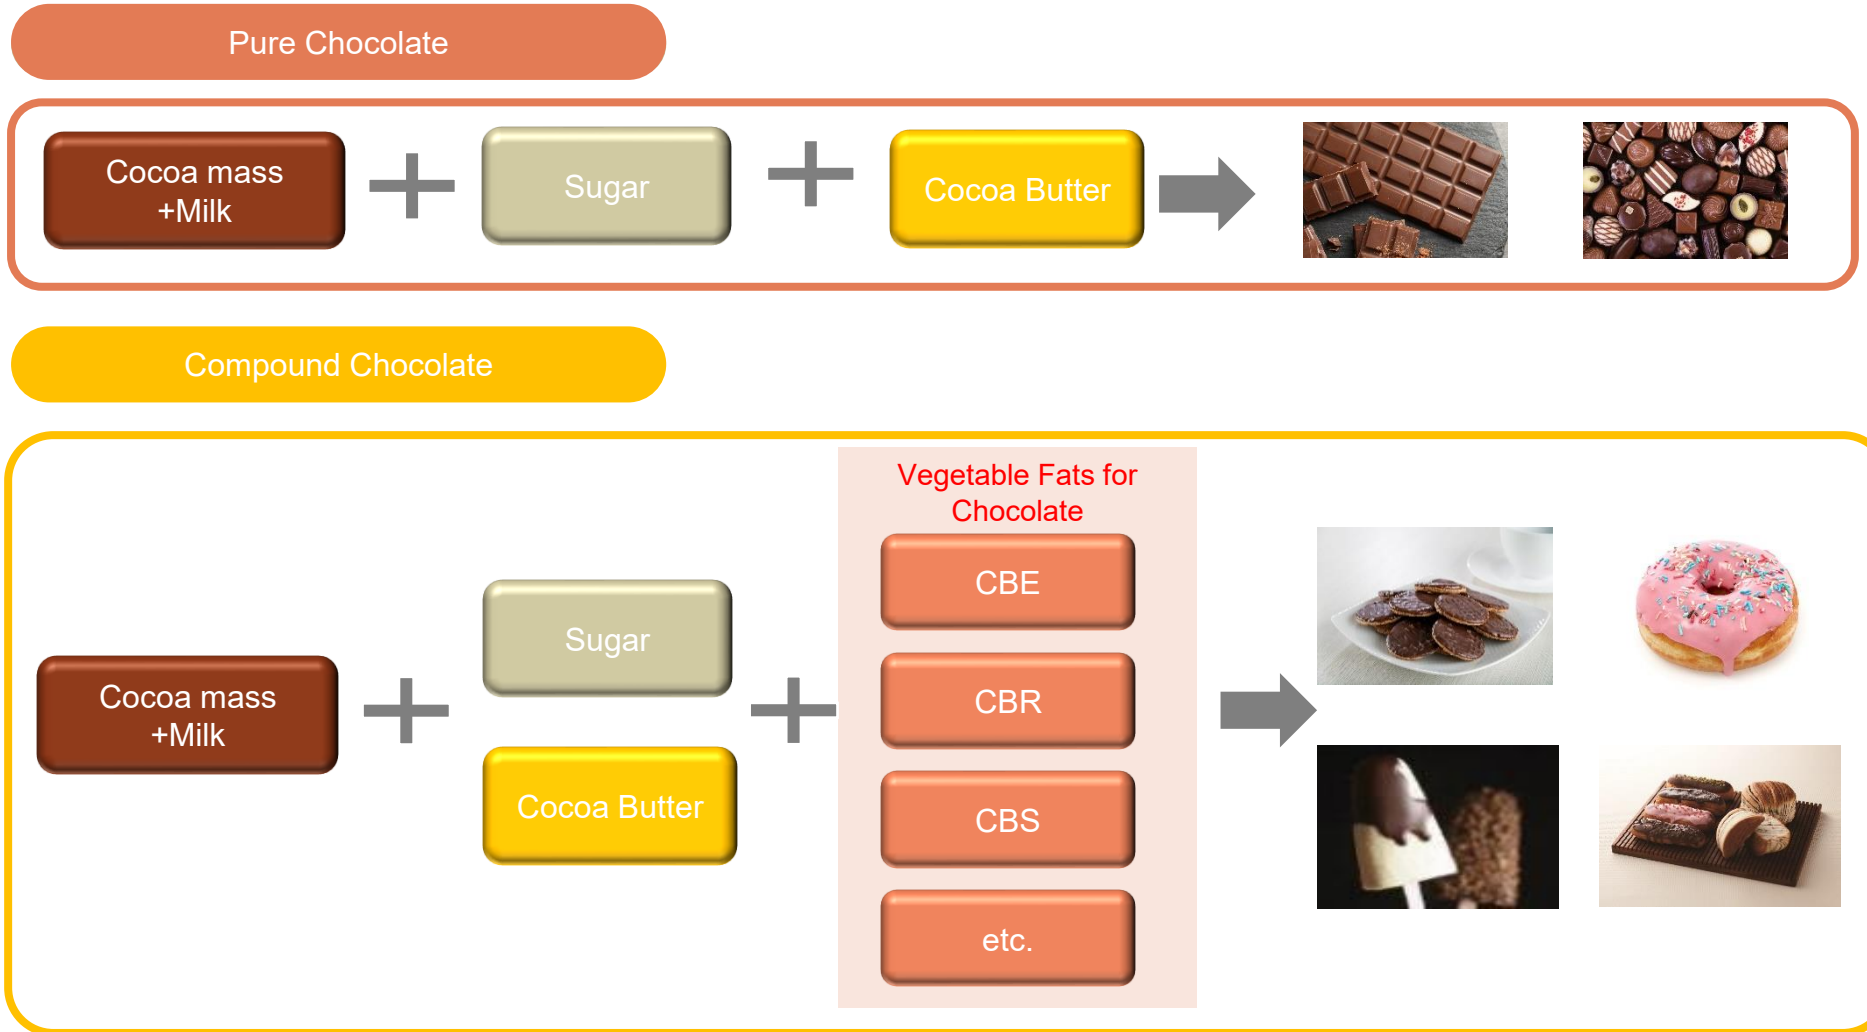 Pure Chocolate
Cocoa mass
+Milk
Sugar
Cocoa Butter
Compound Chocolate
Cocoa mass
+Milk
Sugar
Cocoa Butter
Vegetable Fats for
Chocolate
CBE
CBR
CBS
etc.